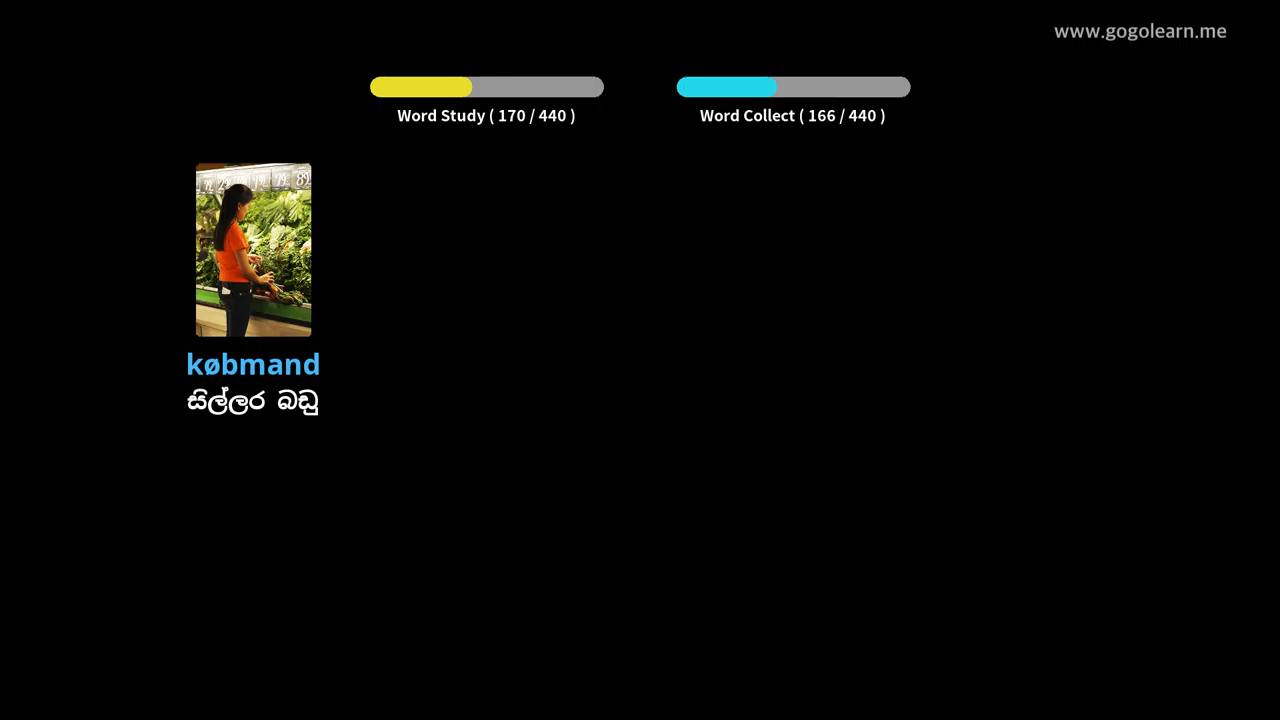 www.gogolearn.me
Word Study ( 170 / 440 )
Word Collect ( 166 / 440 )
købmand
සිල්ලර බඩු